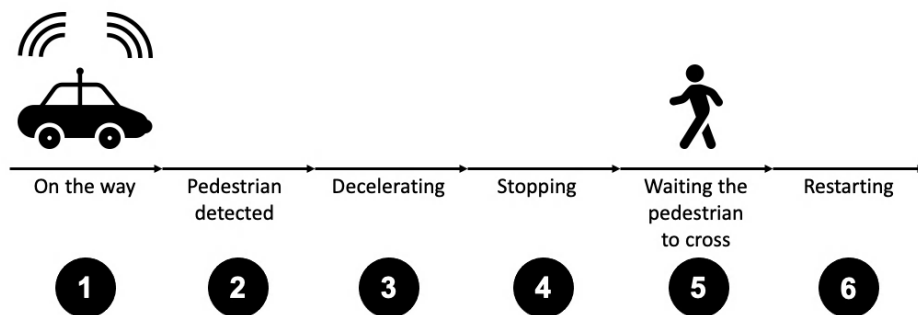 On the way
Pedestrian
detected
Decelerating
Stopping
Waiting the
pedestrian
to cross
Restarting
1
2
3
4
5
6